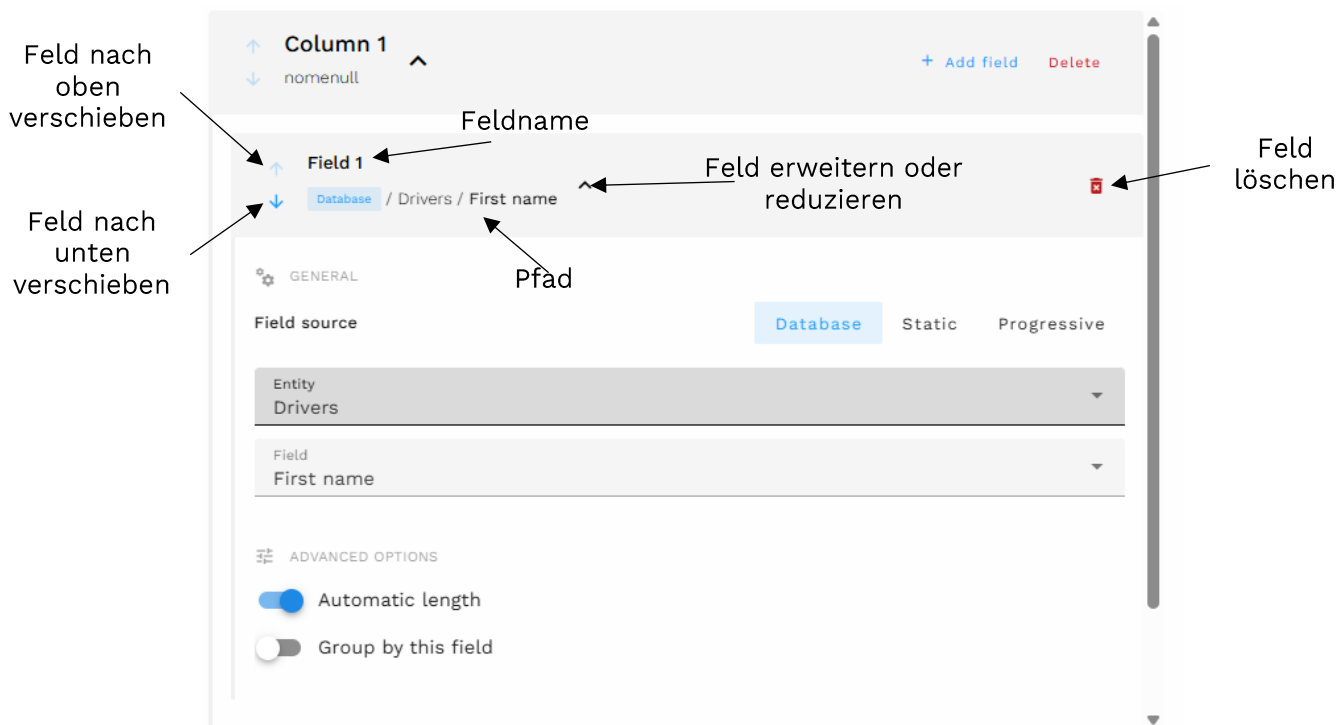 Column 1
nomenull
+ Add field
Delete
Feld nach
oben
verschieben
Feldname
Field 1
Database / Drivers / First name
Feld erweitern oder
reduzieren
Feld
löschen
Feld nach
unten
verschieben
Pfad
GENERAL
Field source
Database
Static
Progressive
Entity
Drivers
Field
First name
ADVANCED OPTIONS
Automatic length
Group by this field